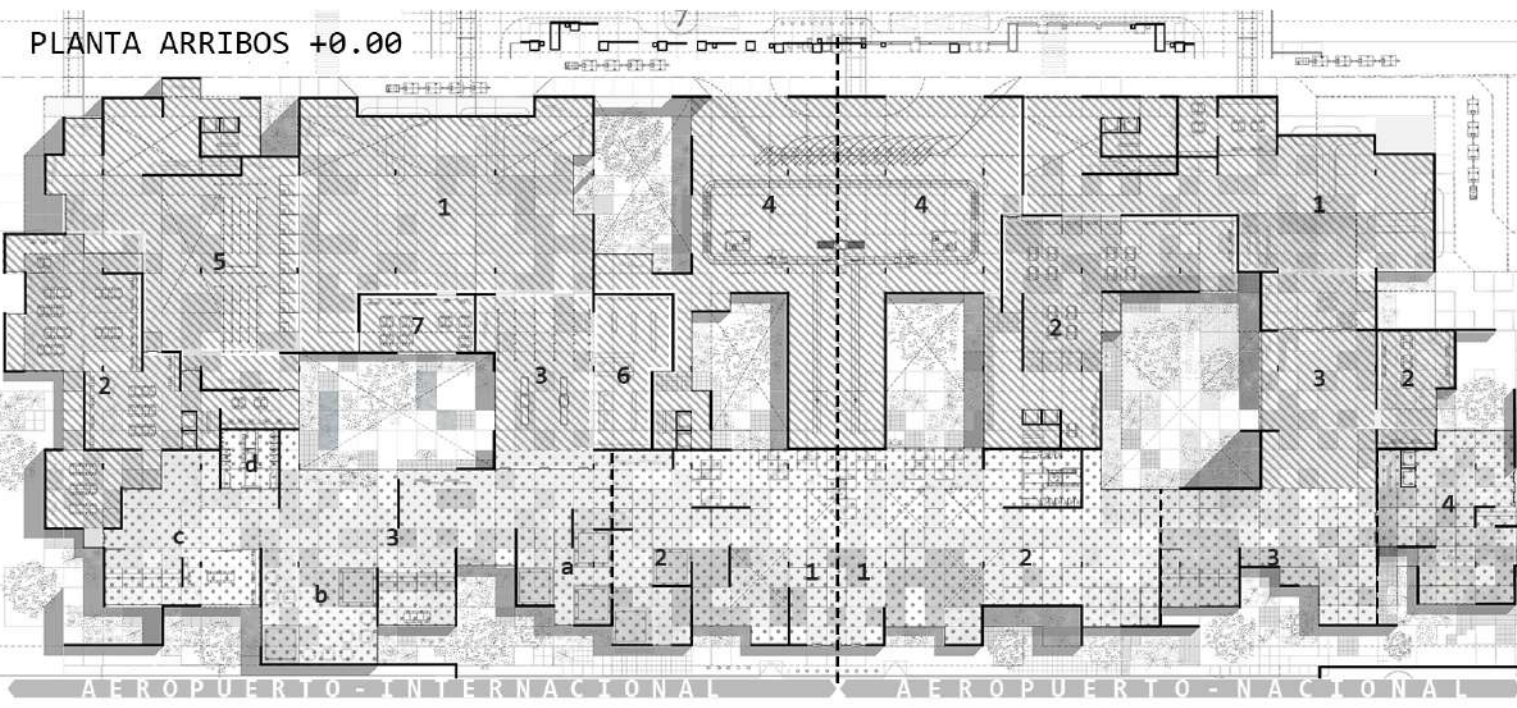 7
PLANTA ARRIBOS +0.00
1
4
4
1
5
7
2
2
3
6
3
2
d
4
c
3
a
2
1
1
2
3
b
AEROPUERTO-INTERNACIONAL
AEROPUERTO-NACIONAL